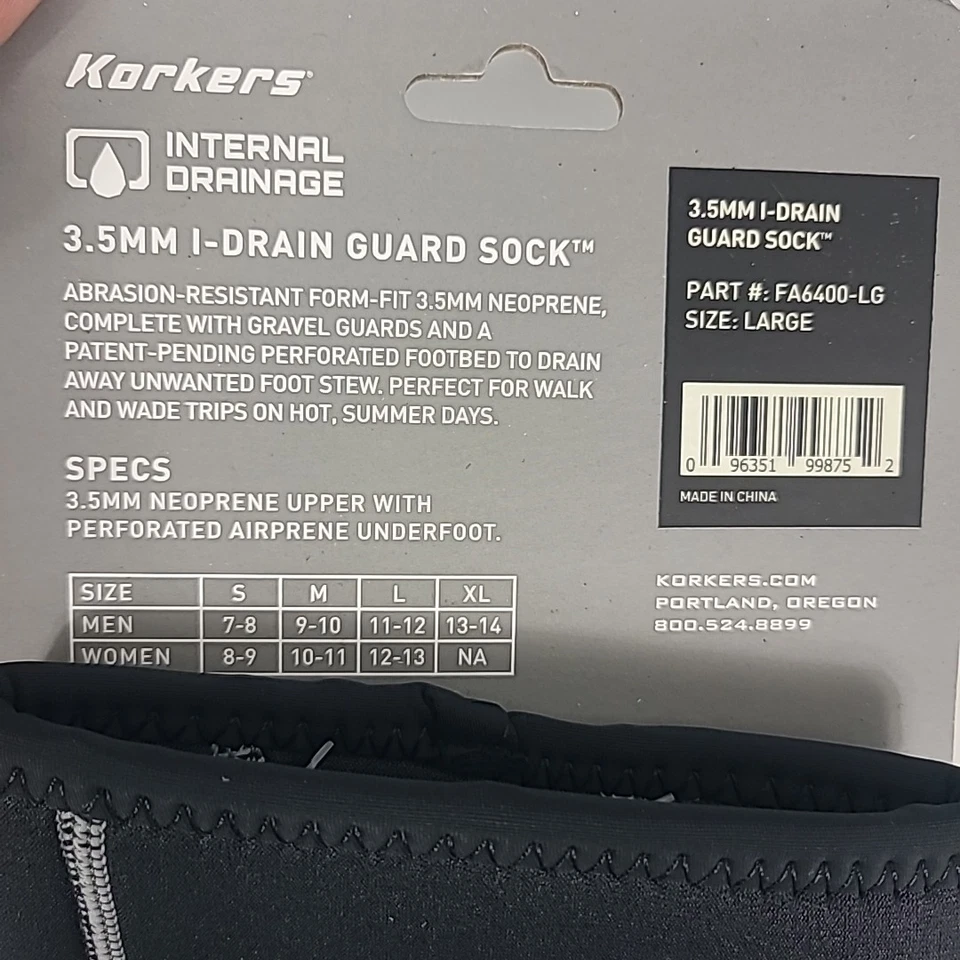 Korkers®
INTERNAL
DRAINAGE
3.5MM I-DRAIN GUARD SOCK™
ABRASION-RESISTANT FORM-FIT 3.5MM NEOPRENE,
COMPLETE WITH GRAVEL GUARDS AND A
PATENT-PENDING PERFORATED FOOTBED TO DRAIN
AWAY UNWANTED FOOT STEW. PERFECT FOR WALK
AND WADE TRIPS ON HOT, SUMMER DAYS.
SPECS
3.5MM NEOPRENE UPPER WITH
PERFORATED AIRPRENE UNDERFOOT.
SIZE S M L XL
MEN 7-8 9-10 11-12 13-14
WOMEN 8-9 10-11 12-13 NA
3.5MM I-DRAIN
GUARD SOCK™
PART #: FA6400-LG
SIZE: LARGE
0 96351 99875 2
MADE IN CHINA
KORKERS.COM
PORTLAND, OREGON
800.524.8899